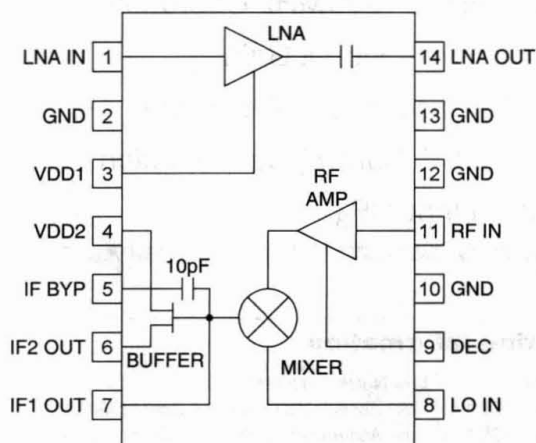 LNA
LNA IN 1
14 LNA OUT
GND 2
13 GND
VDD1 3
12 GND
RF
AMP
VDD2 4
11 RF IN
10pF
IF BYP 5
10 GND
IF2 OUT 6
BUFFER
MIXER
9 DEC
IF1 OUT 7
8 LO IN